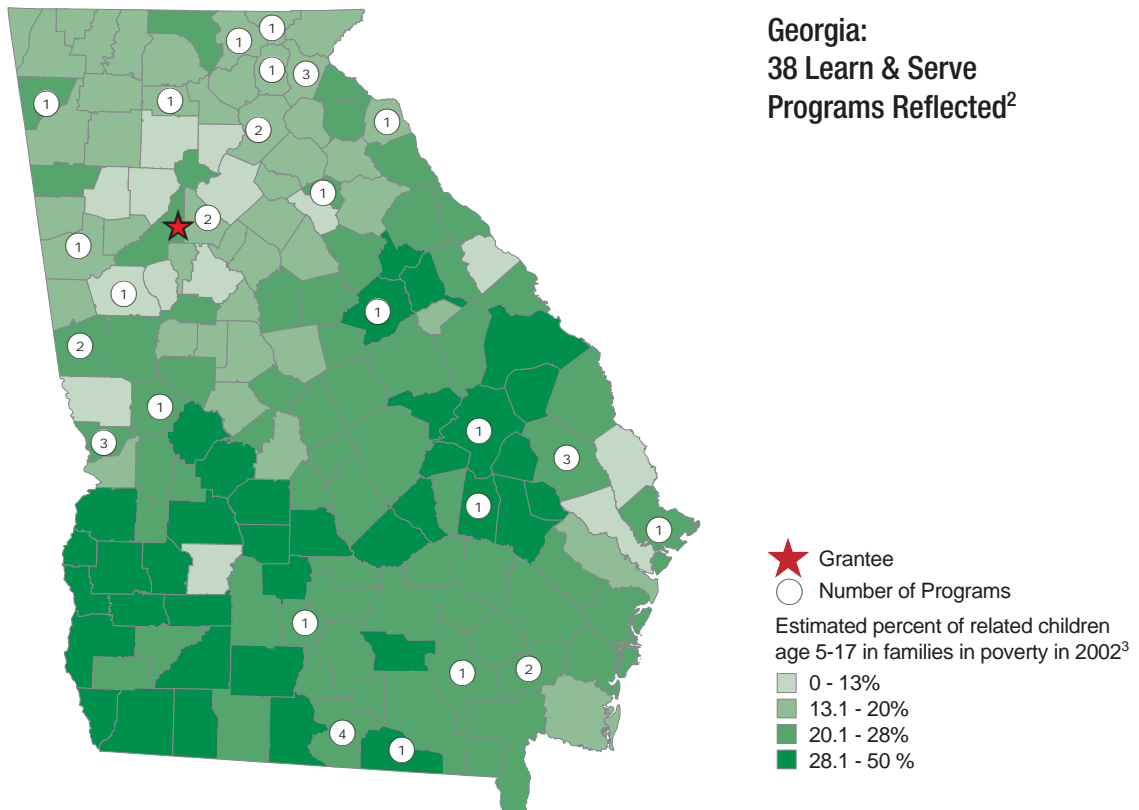 Georgia:
38 Learn & Serve
Programs Reflected²
1
1
1
3
1
1
2
1
1
2
1
1
1
2
1
1
3
3
1
1
1
1
2
4
1
Grantee
Number of Programs
Estimated percent of related children
age 5-17 in families in poverty in 2002³
0 - 13%
13.1 - 20%
20.1 - 28%
28.1 - 50 %